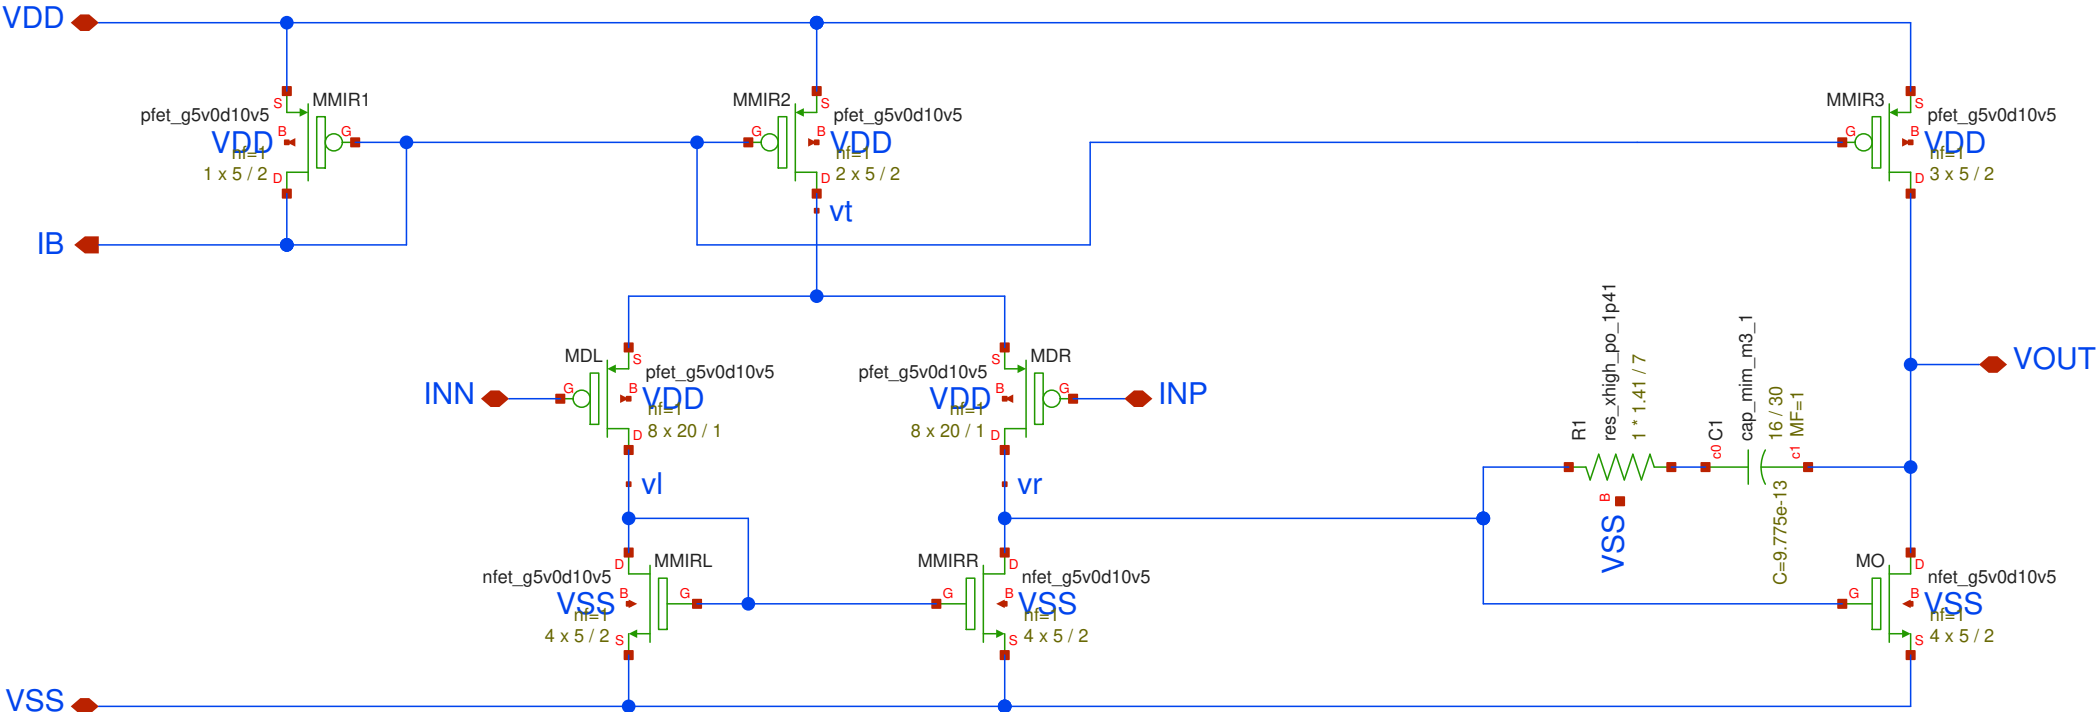 VDD
MMIR1
pfet_g5v0d10v5
S
B
VDD
G
nf=1
1 x 5 / 2
D
MMIR2
pfet_g5v0d10v5
S
G
B
VDD
nf=1
2 x 5 / 2
D
vt
MMIR3
pfet_g5v0d10v5
S
G
B
VDD
nf=1
3 x 5 / 2
D
IB
MDL
pfet_g5v0d10v5
S
INN
G
B
VDD
nf=1
8 x 20 / 1
D
vl
MDR
pfet_g5v0d10v5
S
B
VDD
G
INP
nf=1
8 x 20 / 1
D
vr
R1
res_xhigh_po_1p41
1 * 1.41 / 7
B
VSS
c0
C1
cap_mim_m3_1
16 / 30
MF=1
c1
C=9.775e-13
VOUT
MMIRL
nfet_g5v0d10v5
D
B
VSS
G
nf=1
4 x 5 / 2
S
MMIRR
nfet_g5v0d10v5
D
G
B
VSS
nf=1
4 x 5 / 2
S
MO
nfet_g5v0d10v5
D
G
B
VSS
nf=1
4 x 5 / 2
S
VSS